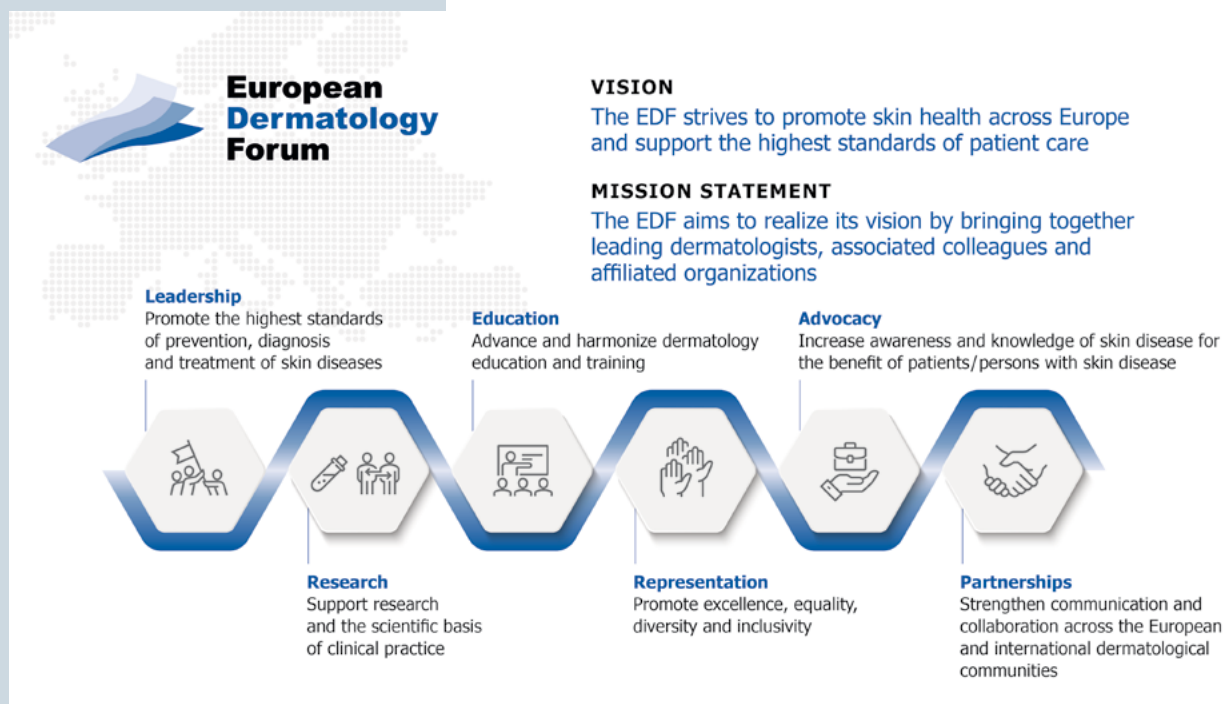 European
Dermatology
Forum
VISION
The EDF strives to promote skin health across Europe
and support the highest standards of patient care
MISSION STATEMENT
The EDF aims to realize its vision by bringing together
leading dermatologists, associated colleagues and
affiliated organizations
Leadership
Promote the highest standards
of prevention, diagnosis
and treatment of skin diseases
Research
Support research
and the scientific basis
of clinical practice
Education
Advance and harmonize dermatology
education and training
Representation
Promote excellence, equality,
diversity and inclusivity
Advocacy
Increase awareness and knowledge of skin disease for
the benefit of patients/persons with skin disease
Partnerships
Strengthen communication and
collaboration across the European
and international dermatological
communities